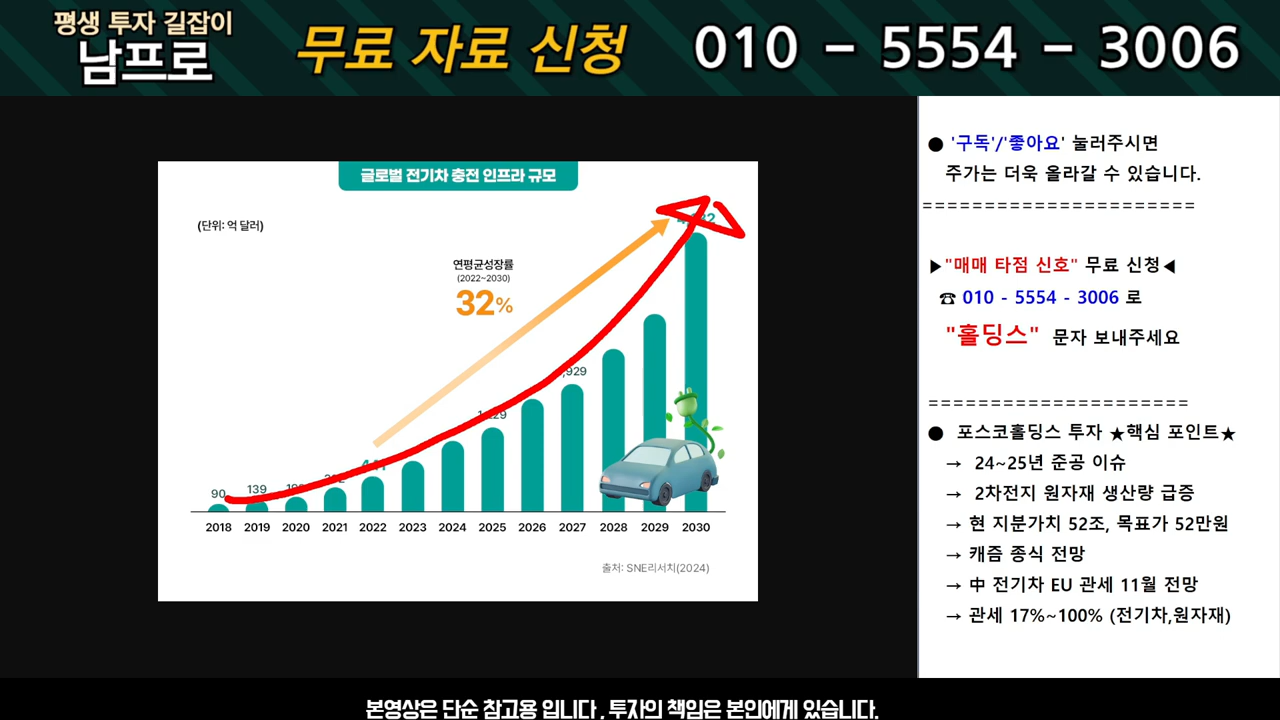 평생 투자 길잡이
남프로
무료 자료 신청
010 - 5554 - 3006
글로벌 전기차 충전 인프라 규모
(단위: 억 달러)
연평균성장률
(2022~2030)
32%
90
139
2018 2019 2020 2021 2022 2023 2024 2025 2026 2027 2028 2029 2030
출처: SNE리서치(2024)
● '구독'/'좋아요' 눌러주시면
주가는 더욱 올라갈 수 있습니다.
======================
▶"매매 타점 신호" 무료 신청◀
☎ 010 - 5554 - 3006 로
"홀딩스" 문자 보내주세요
=====================
● 포스코홀딩스 투자 ★핵심 포인트★
→ 24~25년 준공 이슈
→ 2차전지 원자재 생산량 급증
→ 현 지분가치 52조, 목표가 52만원
→ 캐즘 종식 전망
→ 中 전기차 EU 관세 11월 전망
→ 관세 17%~100% (전기차,원자재)
본영상은 단순 참고용 입니다 , 투자의 책임은 본인에게 있습니다.